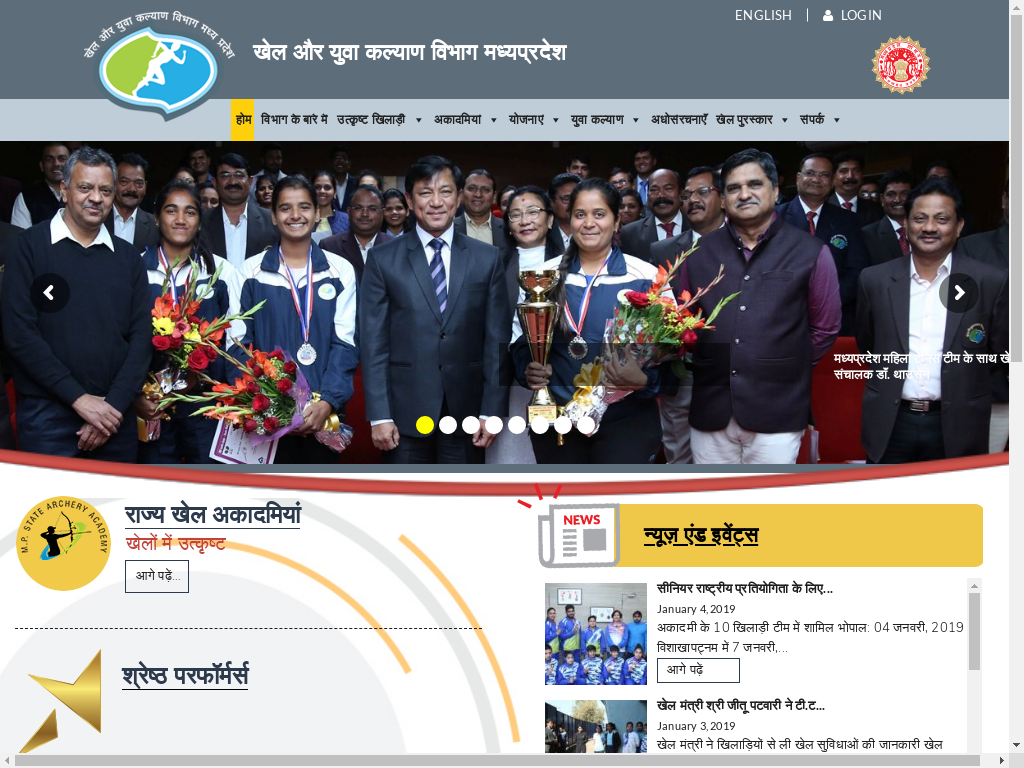 ENGLISH | LOGIN
खेल और युवा कल्याण विभाग मध्य प्रदेश
खेल और युवा कल्याण विभाग मध्यप्रदेश
होम विभाग के बारे में उत्कृष्ट खिलाड़ी अकादमियां योजनाएं युवा कल्याण अधोसंरचनाएँ खेल पुरस्कार संपर्क
मध्यप्रदेश महिला टीम के साथ खे
संचालक डॉ.
M.P. STATE ARCHERY ACADEMY
राज्य खेल अकादमियां
खेलों में उत्कृष्ट
आगे पढ़ें...
श्रेष्ठ परफॉर्मर्स
NEWS
न्यूज़ एंड इवेंट्स
सीनियर राष्ट्रीय प्रतियोगिता के लिए...
January 4,2019
अकादमी के 10 खिलाड़ी टीम में शामिल भोपाल: 04 जनवरी, 2019
विशाखापट्नम में 7 जनवरी,...
आगे पढ़ें
खेल मंत्री श्री जीतू पटवारी ने टी.ट...
January 3,2019
खेल मंत्री ने खिलाड़ियों से ली खेल सुविधाओं की जानकारी खेल